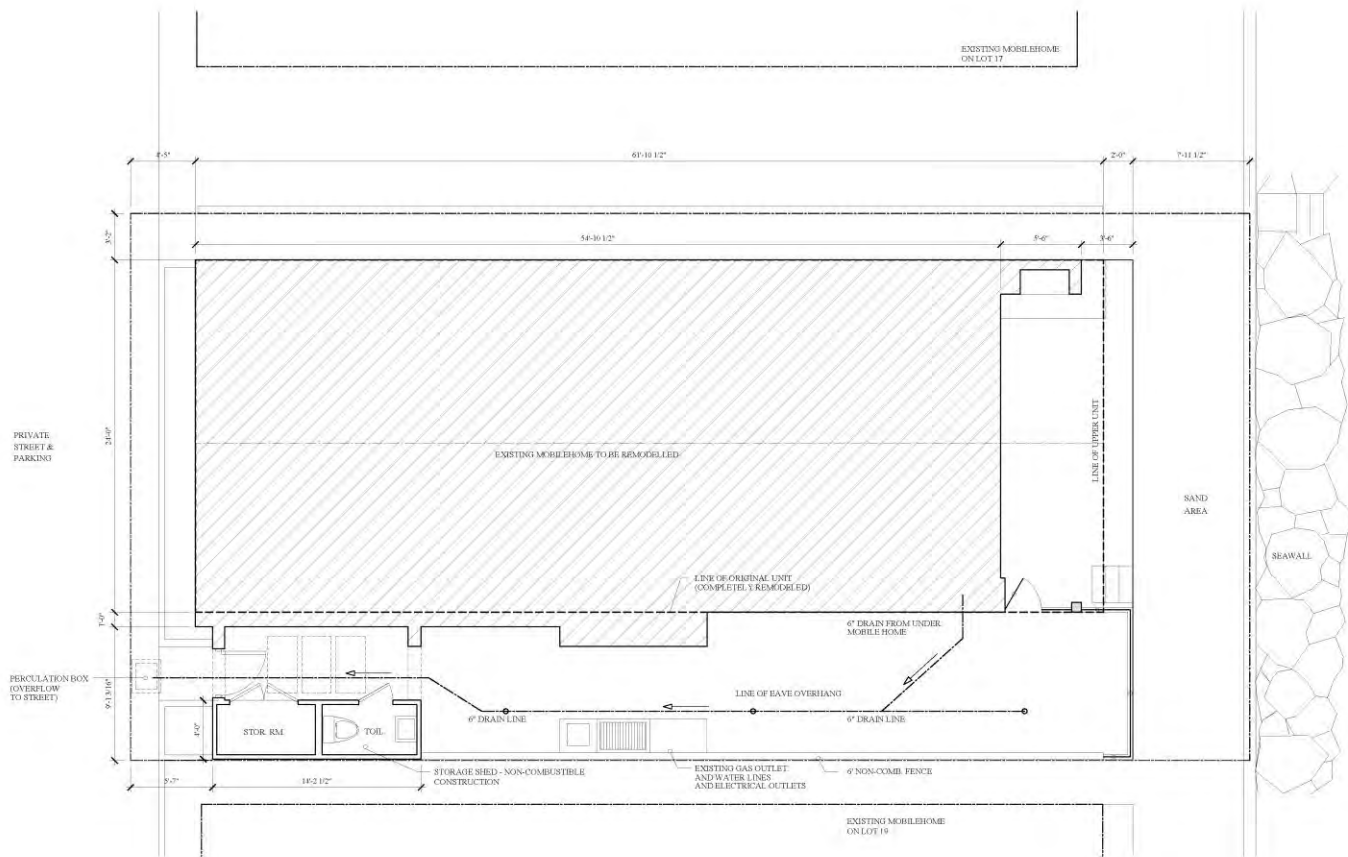 EXISTING MOBILEHOME
ON LOT 17
61'-10 1/2"
2'-0"
7'-11 1/2"
3'-2"
54'-10 1/2"
5'-6"
3'-6"
24'-0"
PRIVATE
STREET &
PARKING
EXISTING MOBILEHOME TO BE REMODELLED
LINE OF UPPER UNIT
SAND
AREA
SEAWALL
LINE OF ORIGINAL UNIT
(COMPLETELY REMODELED)
1'-0"
6" DRAIN FROM UNDER
MOBILE HOME
PERCULATION BOX
(OVERFLOW
TO STREET)
LINE OF EAVE OVERHANG
4'-0"
STOR. RM.
TOIL.
6" DRAIN LINE
6" DRAIN LINE
STORAGE SHED - NON-COMBUSTIBLE
CONSTRUCTION
EXISTING GAS OUTLET
AND WATER LINES
AND ELECTRICAL OUTLETS
6' NON-COMB. FENCE
5'-7"
14'-2 1/2"
EXISTING MOBILEHOME
ON LOT 19